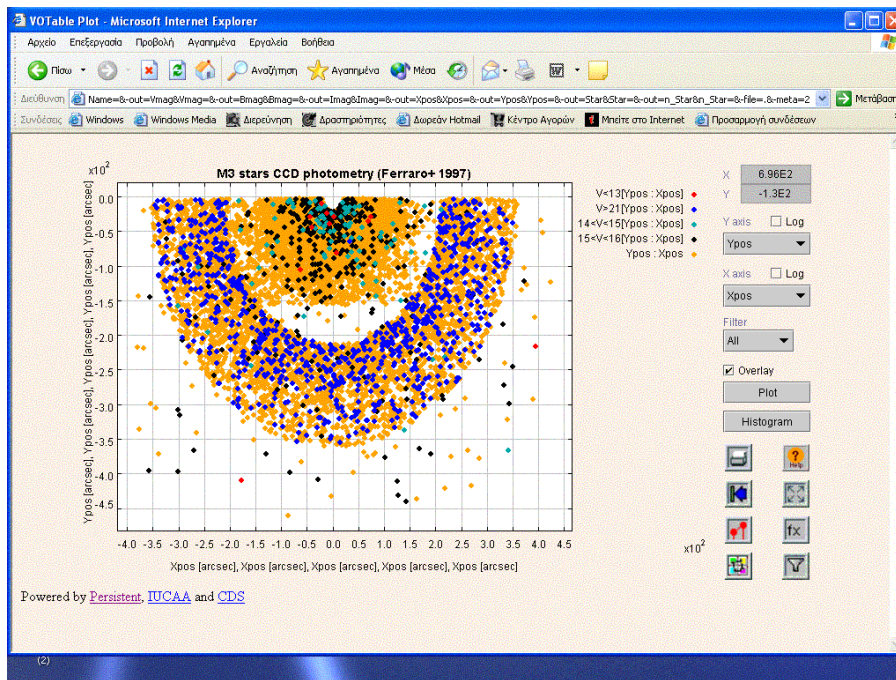 VOTable Plot - Microsoft Internet Explorer
Αρχείο Επεξεργασία Προβολή Αγαπημένα Εργαλεία Βοήθεια
Πίσω Αναζήτηση Αγαπημένα Μέσα
Διεύθυνση Name=&-out=Vmag&Vmag=&-out=Bmag&Bmag=&-out=Imag&Imag=&-out=Xpos&Xpos=&-out=Ypos&Ypos=&-out=Star&Star=&-out=n_Star&n_Star=&-file=.&-meta=2 Μετάβαση
Συνδέσεις Windows Windows Media Διερεύνηση Δραστηριότητες Δωρεάν Hotmail Κέντρο Αγορών Μπείτε στο Internet Προσαρμογή συνδέσεων
x10²
M3 stars CCD photometry (Ferraro+ 1997)
V<13[Ypos : Xpos]
V>21[Ypos : Xpos]
14<V<15[Ypos : Xpos]
15<V<16[Ypos : Xpos]
Ypos : Xpos
Ypos [arcsec], Ypos [arcsec], Ypos [arcsec], Ypos [arcsec], Ypos [arcsec]
0.0
-0.5
-1.0
-1.5
-2.0
-2.5
-3.0
-3.5
-4.0
-4.5
-4.0 -3.5 -3.0 -2.5 -2.0 -1.5 -1.0 -0.5 0.0 0.5 1.0 1.5 2.0 2.5 3.0 3.5 4.0 4.5
x10²
Xpos [arcsec], Xpos [arcsec], Xpos [arcsec], Xpos [arcsec], Xpos [arcsec]
X 6.96E2
Y -1.3E2
Y axis Log
Ypos
X axis Log
Xpos
Filter
All
Overlay
Plot
Histogram
?
Help
fx
Powered by Persistent, IUCAA and CDS
(2)